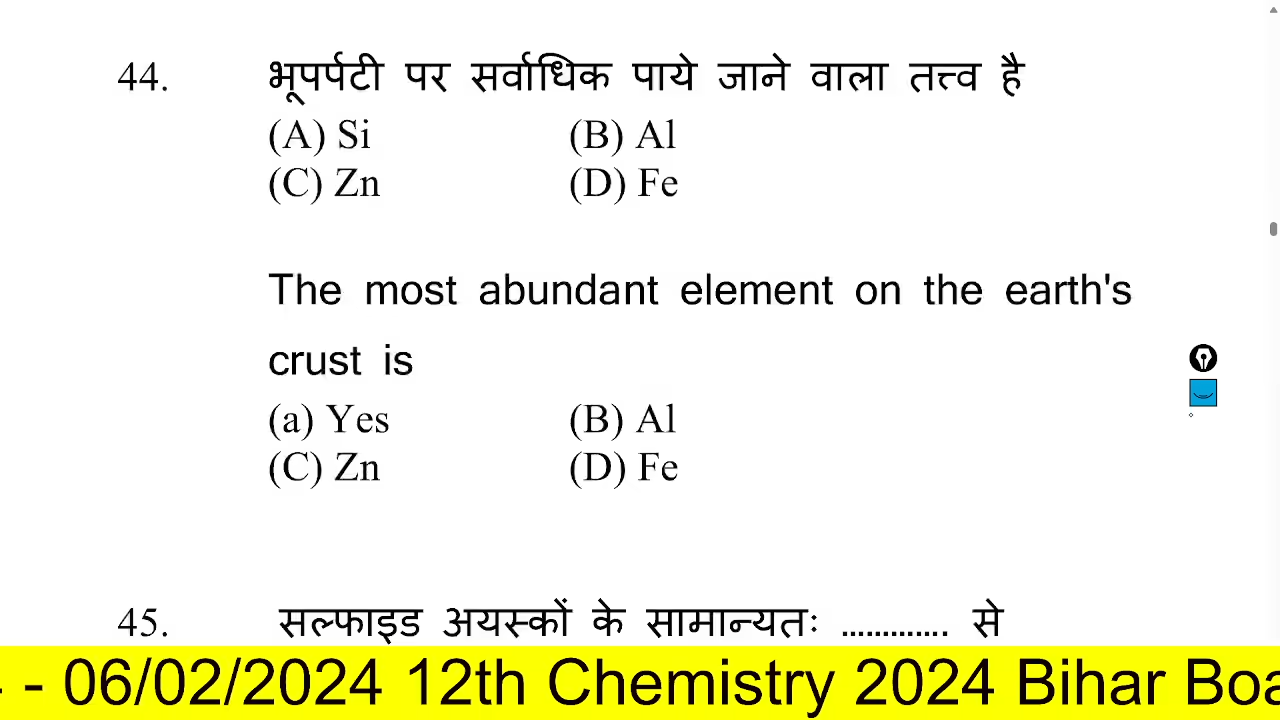 44. भूपर्पटी पर सर्वाधिक पाये जाने वाला तत्त्व है
(A) Si (B) Al
(C) Zn (D) Fe
The most abundant element on the earth's
crust is
(a) Yes (B) Al
(C) Zn (D) Fe
45. सल्फाइड अयस्कों के सामान्यतः ............. से
- 06/02/2024 12th Chemistry 2024 Bihar Boa